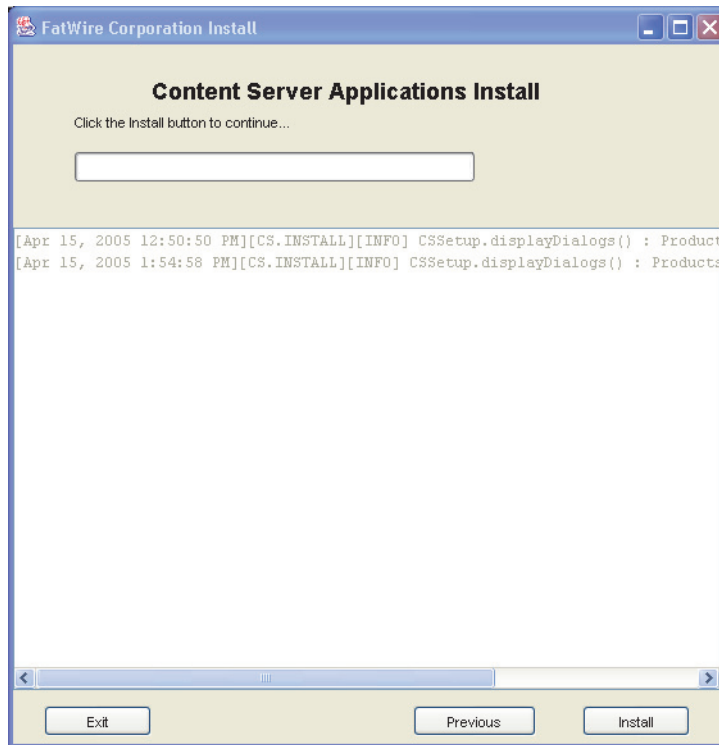 FatWire Corporation Install
Content Server Applications Install
Click the Install button to continue...
[Apr 15, 2005 12:50:50 PM][CS.INSTALL][INFO] CSSetup.displayDialogs() : Product
[Apr 15, 2005 1:54:58 PM][CS.INSTALL][INFO] CSSetup.displayDialogs() : Products
Exit Previous Install